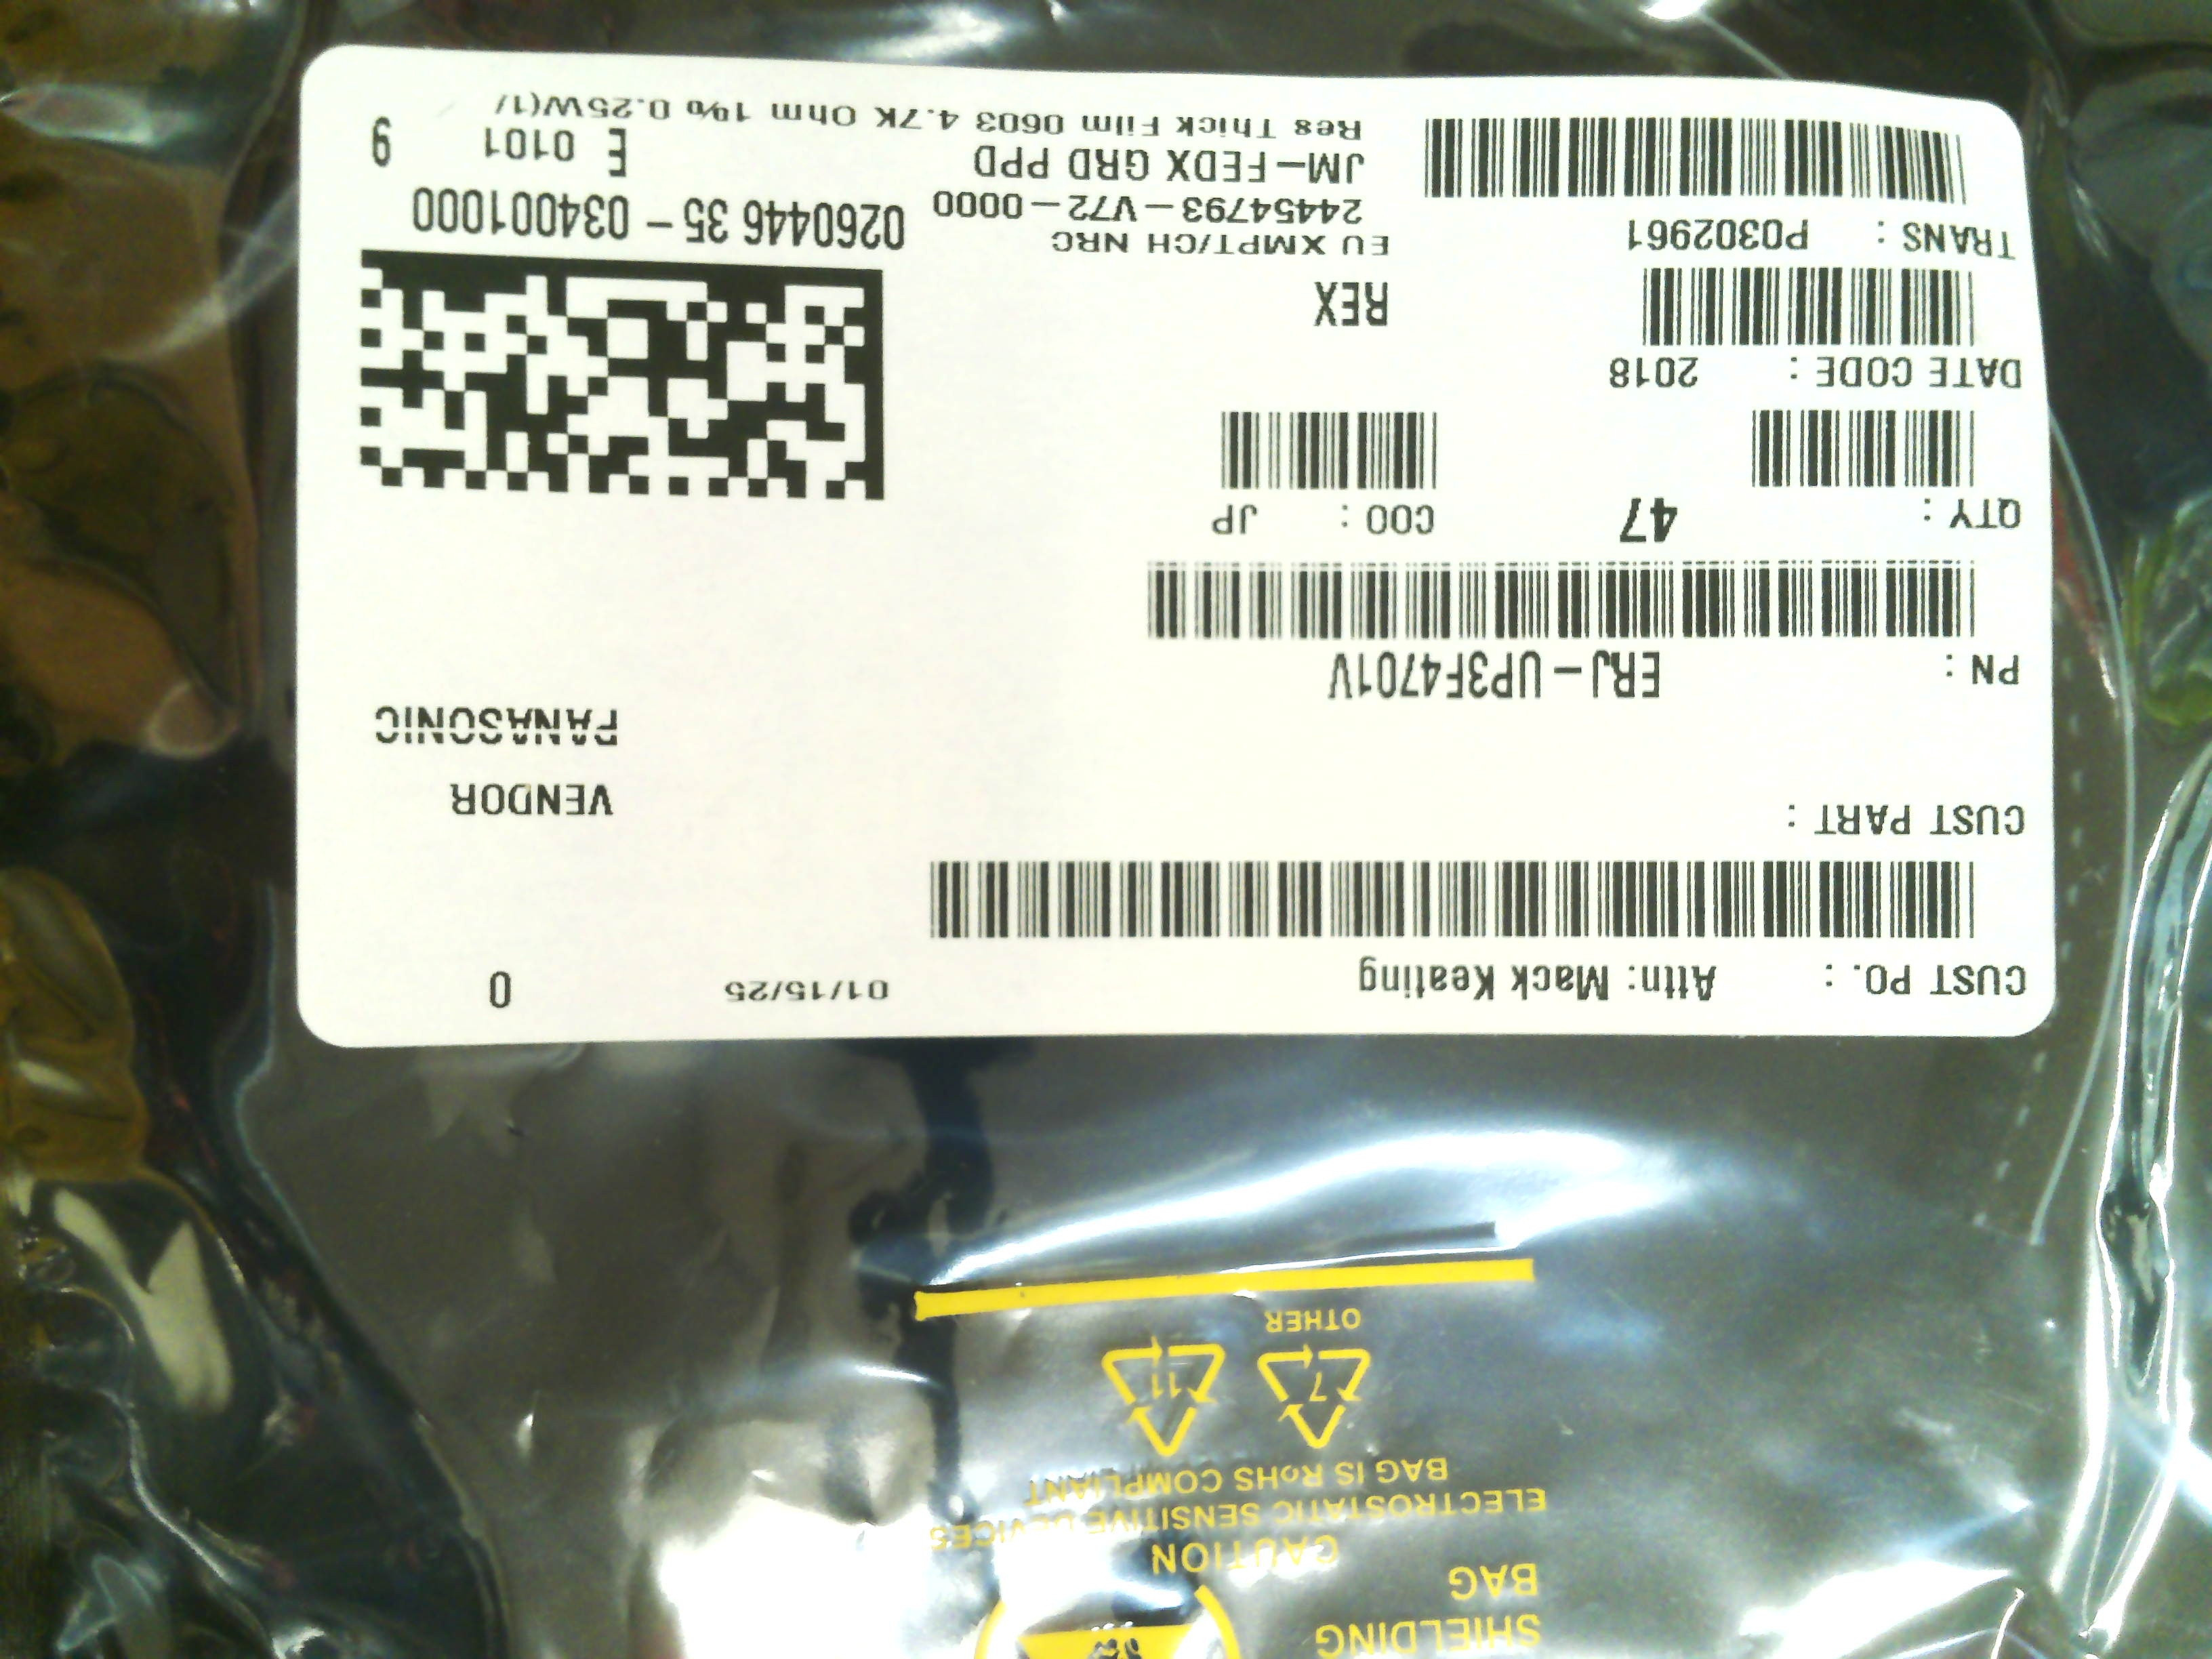 SHIELDING
BAG
CAUTION
ELECTROSTATIC SENSITIVE DEVICES
BAG IS RoHS COMPLIANT
7
11
OTHER
CUST PO. : Attn: Mack Keating 01/15/25 0
CUST PART :
VENDOR
PANASONIC
PN : ERJ-UP3F4701V
QTY : 47 COO : JP
DATE CODE : 2018
REX
TRANS : P0302961
EU XMPT/CH NRC
24454793-V72-0000
0260446 35 - 034001000
JM-FEDX GRD PPD
E 0101 9
Res Thick Film 0603 4.7K Ohm 1% 0.25W(1/